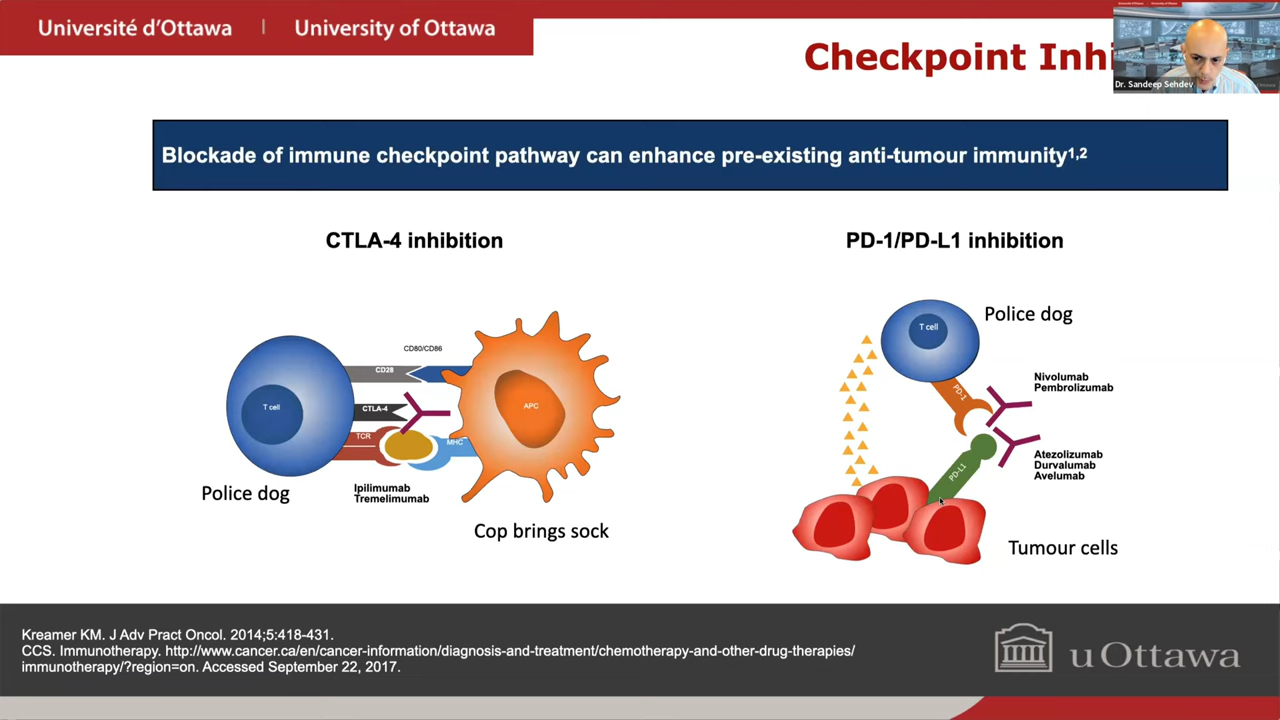 Université d'Ottawa | University of Ottawa
Checkpoint Inhi
Dr. Sandeep Sehdev
Blockade of immune checkpoint pathway can enhance pre-existing anti-tumour immunity1,2
CTLA-4 inhibition
CD80/CD86
CD28
T cell
CTLA-4
APC
TCR
MHC
Police dog
Ipilimumab
Tremelimumab
Cop brings sock
PD-1/PD-L1 inhibition
Police dog
T cell
PD-1
Nivolumab
Pembrolizumab
Atezolizumab
Durvalumab
Avelumab
PD-L1
Tumour cells
Kreamer KM. J Adv Pract Oncol. 2014;5:418-431.
CCS. Immunotherapy. http://www.cancer.ca/en/cancer-information/diagnosis-and-treatment/chemotherapy-and-other-drug-therapies/
immunotherapy/?region=on. Accessed September 22, 2017.
uOttawa